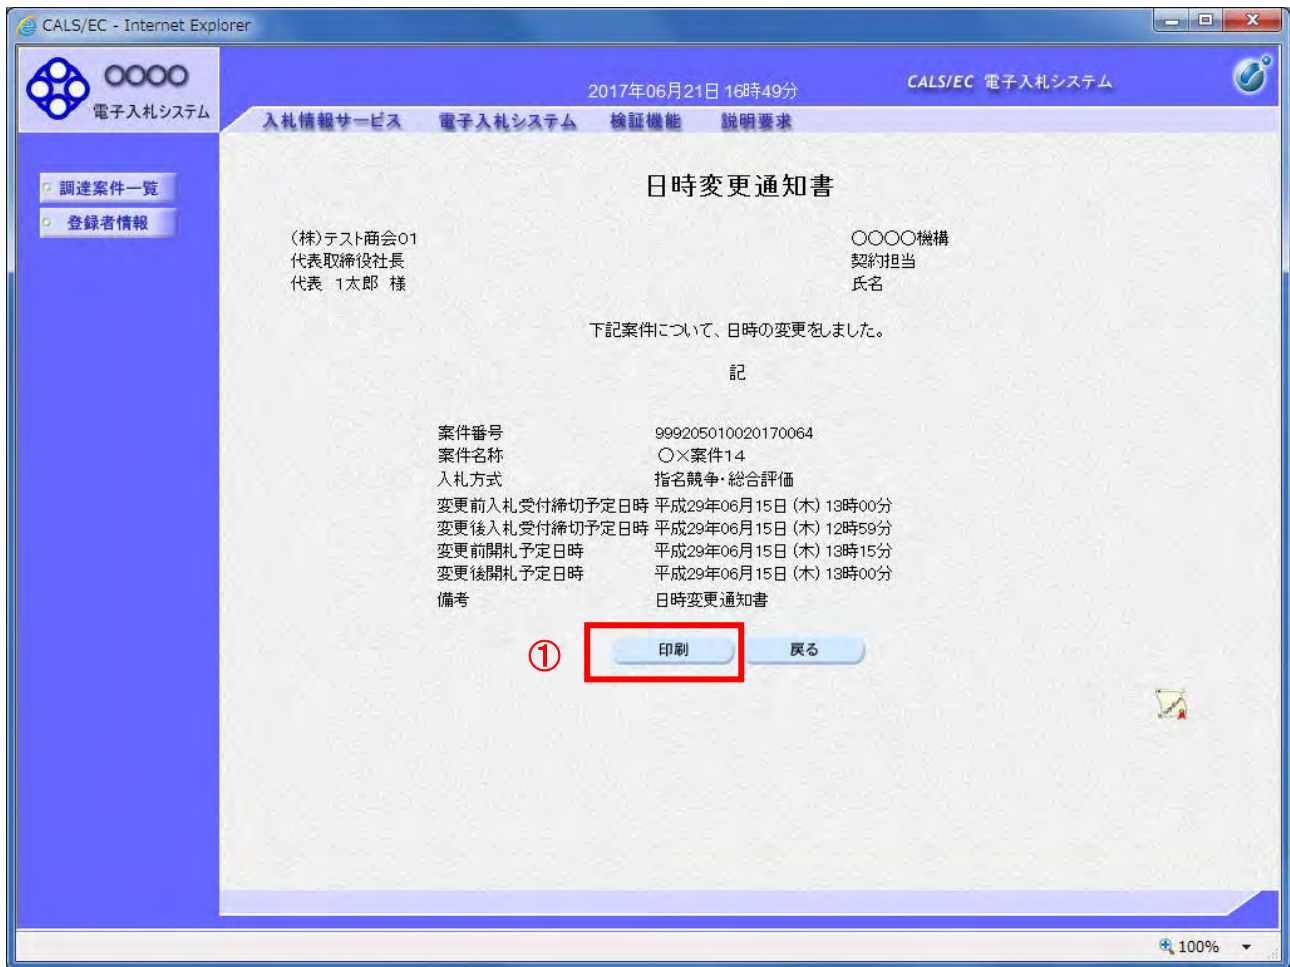 CALS/EC - Internet Explorer
〇〇〇〇
電子入札システム
2017年06月21日 16時49分
CALS/EC 電子入札システム
入札情報サービス 電子入札システム 検証機能 説明要求
調達案件一覧
登録者情報
日時変更通知書
(株)テスト商会01
代表取締役社長
代表 1太郎 様
〇〇〇〇機構
契約担当
氏名
下記案件について、日時の変更をしました。
記
案件番号 999205010020170064
案件名称 〇×案件14
入札方式 指名競争・総合評価
変更前入札受付締切予定日時 平成29年06月15日 (木) 13時00分
変更後入札受付締切予定日時 平成29年06月15日 (木) 12時59分
変更前開札予定日時 平成29年06月15日 (木) 13時15分
変更後開札予定日時 平成29年06月15日 (木) 13時00分
備考 日時変更通知書
① 印刷 戻る
100%